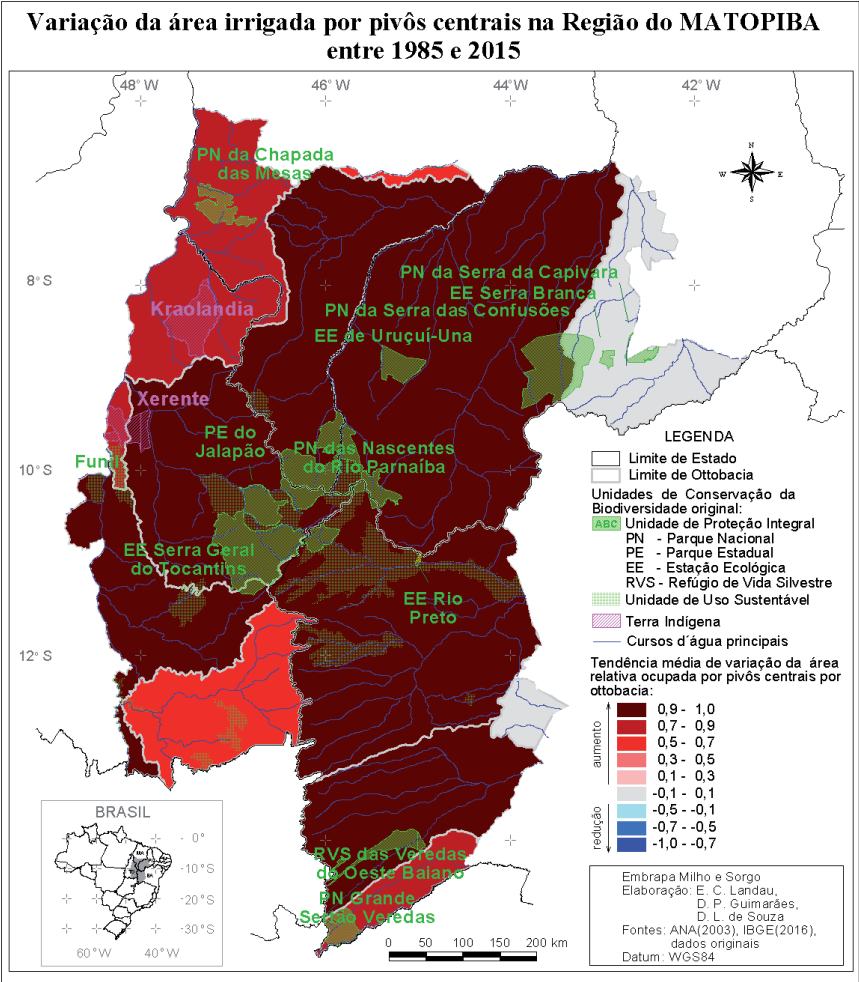 Variação da área irrigada por pivôs centrais na Região do MATOPIBA
entre 1985 e 2015
48° W
46° W
44° W
42° W
N
W
E
S
PN da Chapada
das Mesas
8° S
PN da Serra da Capivara
EE Serra Branca
PN da Serra das Confusões
EE de Uruçuí-Una
Kraolandia
Xerente
PE do
Jalapão
PN das Nascentes
do Rio Parnaíba
Funil
10° S
EE Serra Geral
do Tocantins
EE Rio
Preto
12° S
RVS das Veredas
do Oeste Baiano
PN Grande
Sertão Veredas
0 50 100 150 200 km
LEGENDA
Limite de Estado
Limite de Ottobacia
Unidades de Conservação da
Biodiversidade original:
ABC Unidade de Proteção Integral
PN - Parque Nacional
PE - Parque Estadual
EE - Estação Ecológica
RVS - Refúgio de Vida Silvestre
Unidade de Uso Sustentável
Terra Indígena
Cursos d´água principais
Tendência média de variação da área
relativa ocupada por pivôs centrais por
ottobacia:
aumento
0,9 - 1,0
0,7 - 0,9
0,5 - 0,7
0,3 - 0,5
0,1 - 0,3
-0,1 - 0,1
redução
-0,5 - -0,1
-0,7 - -0,5
-1,0 - -0,7
BRASIL
0°
-10°S
-20°S
-30°S
60°W 40°W
Embrapa Milho e Sorgo
Elaboração: E. C. Landau,
D. P. Guimarães,
D. L. de Souza
Fontes: ANA(2003), IBGE(2016),
dados originais
Datum: WGS84